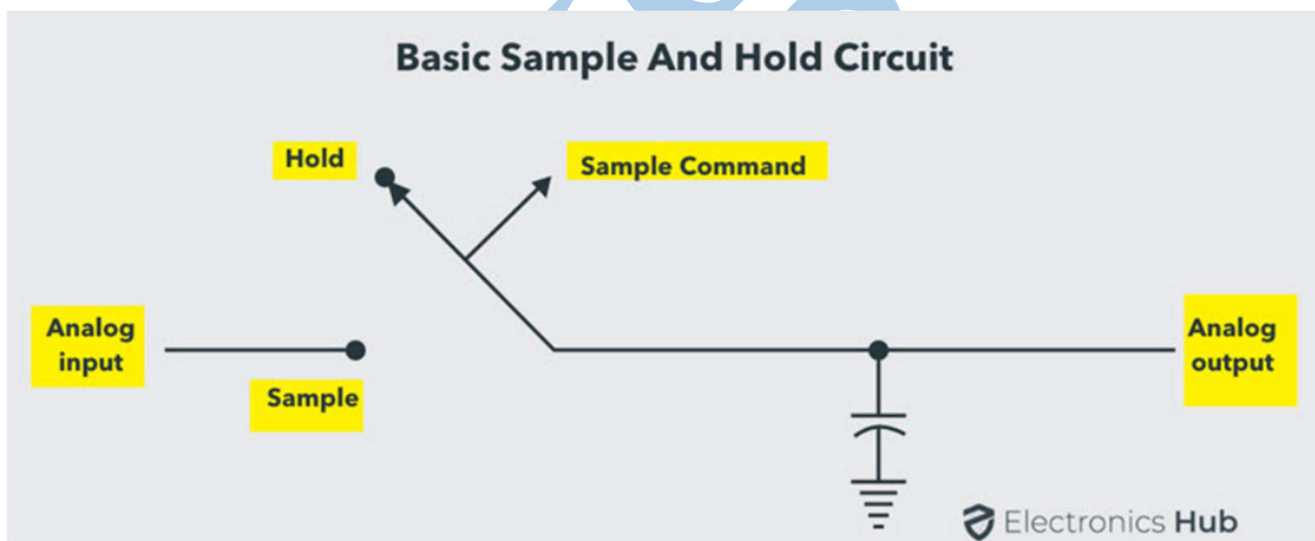 Basic Sample And Hold Circuit
Hold
Sample Command
Analog
input
Sample
Analog
output
Electronics Hub